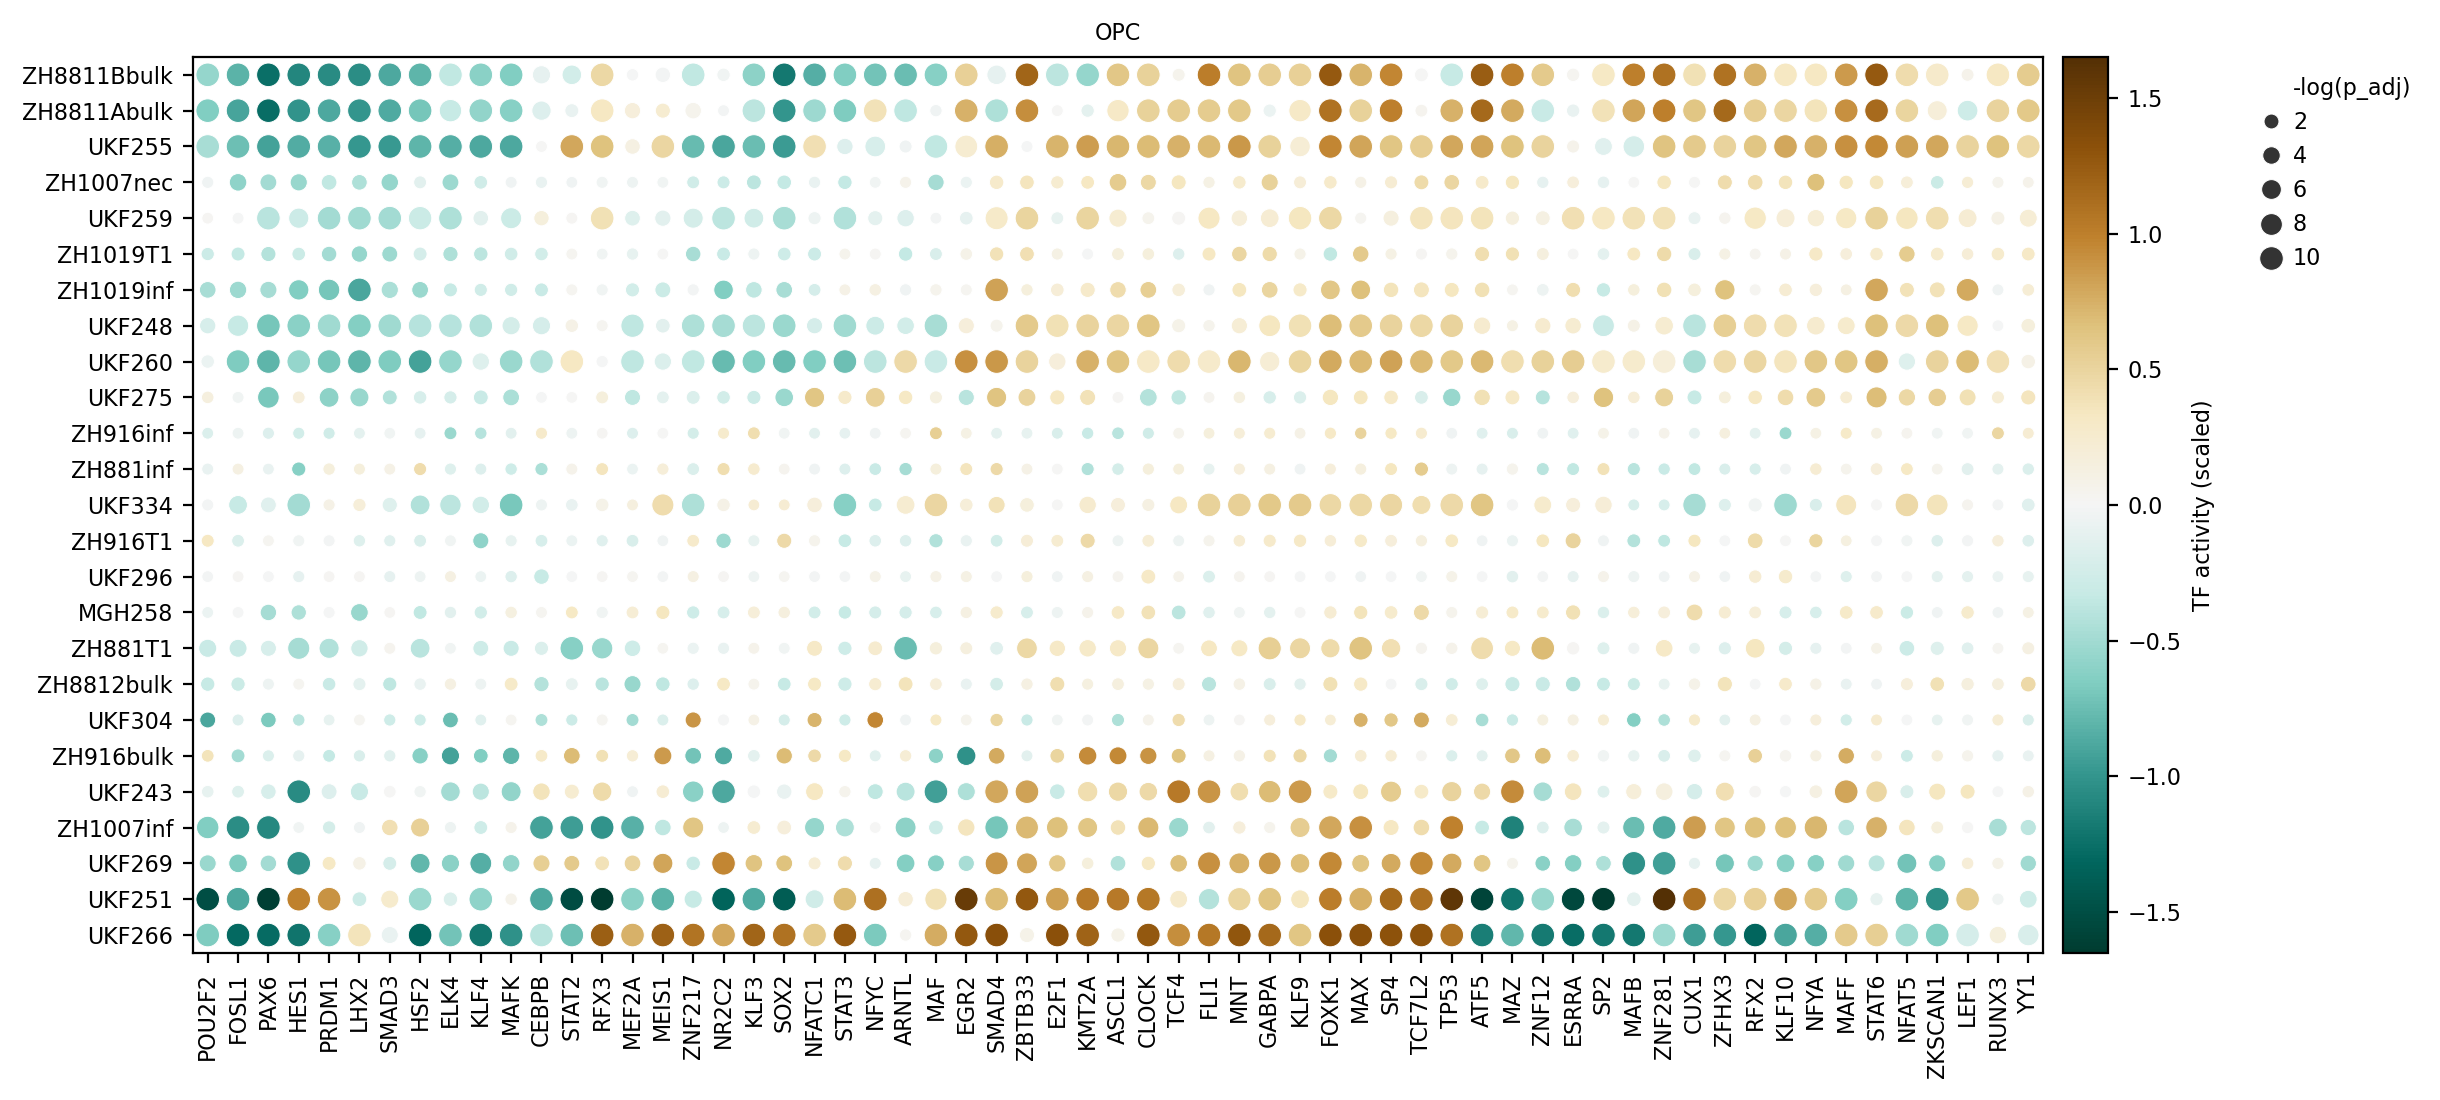 OPC
ZH8811Bbulk
ZH8811Abulk
UKF255
ZH1007nec
UKF259
ZH1019T1
ZH1019inf
UKF248
UKF260
UKF275
ZH916inf
ZH881inf
UKF334
ZH916T1
UKF296
MGH258
ZH881T1
ZH8812bulk
UKF304
ZH916bulk
UKF243
ZH1007inf
UKF269
UKF251
UKF266
POU2F2
FOSL1
PAX6
HES1
PRDM1
LHX2
SMAD3
HSF2
ELK4
KLF4
MAFK
CEBPB
STAT2
RFX3
MEF2A
MEIS1
ZNF217
NR2C2
KLF3
SOX2
NFATC1
STAT3
NFYC
ARNTL
MAF
EGR2
SMAD4
ZBTB33
E2F1
KMT2A
ASCL1
CLOCK
TCF4
FLI1
MNT
GABPA
KLF9
FOXK1
MAX
SP4
TCF7L2
TP53
ATF5
MAZ
ZNF12
ESRRA
SP2
MAFB
ZNF281
CUX1
ZFHX3
RFX2
KLF10
NFYA
MAFF
STAT6
NFAT5
ZKSCAN1
LEF1
RUNX3
YY1
1.5
1.0
0.5
0.0
−0.5
−1.0
−1.5
TF activity (scaled)
-log(p_adj)
2
4
6
8
10